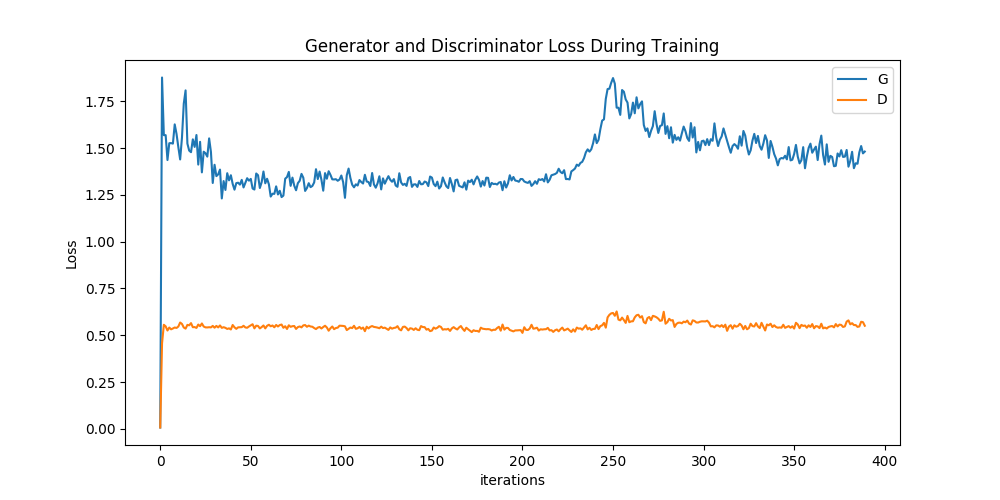 Generator and Discriminator Loss During Training
G
D
Loss
1.75
1.50
1.25
1.00
0.75
0.50
0.25
0.00
0 50 100 150 200 250 300 350 400
iterations